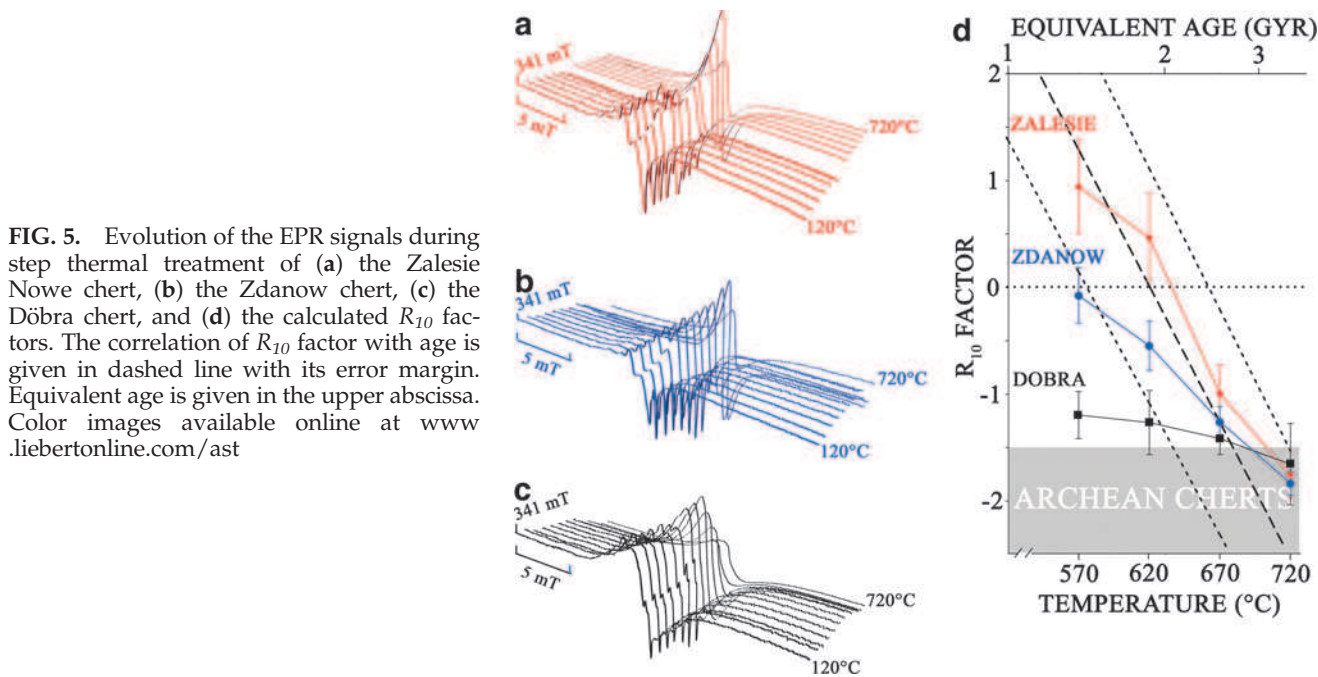 FIG. 5. Evolution of the EPR signals during
step thermal treatment of (a) the Zalesie
Nowe chert, (b) the Zdanow chert, (c) the
Döbra chert, and (d) the calculated R10 fac-
tors. The correlation of R10 factor with age is
given in dashed line with its error margin.
Equivalent age is given in the upper abscissa.
Color images available online at www
.liebertonline.com/ast
a
341 mT
5 mT
720°C
120°C
b
341 mT
5 mT
720°C
120°C
c
341 mT
5 mT
720°C
120°C
d
EQUIVALENT AGE (GYR)
1 2 3
2
1
0
-1
-2
R10 FACTOR
ZALESIE
ZDANOW
DOBRA
ARCHEAN CHERTS
570 620 670 720
TEMPERATURE (°C)